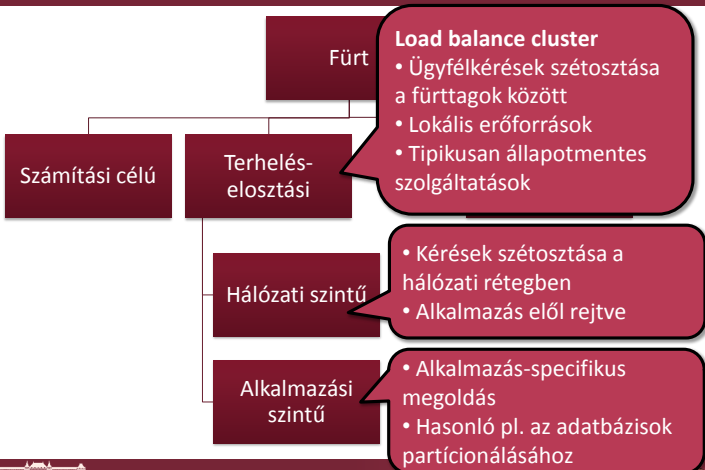 Fürt
Load balance cluster
• Ügyfélkérések szétosztása
a fürttagok között
• Lokális erőforrások
• Tipikusan állapotmentes
szolgáltatások
Számítási célú
Terhelés-
elosztási
Hálózati szintű
• Kérések szétosztása a
hálózati rétegben
• Alkalmazás elől rejtve
Alkalmazási
szintű
• Alkalmazás-specifikus
megoldás
• Hasonló pl. az adatbázisok
partícionálásához